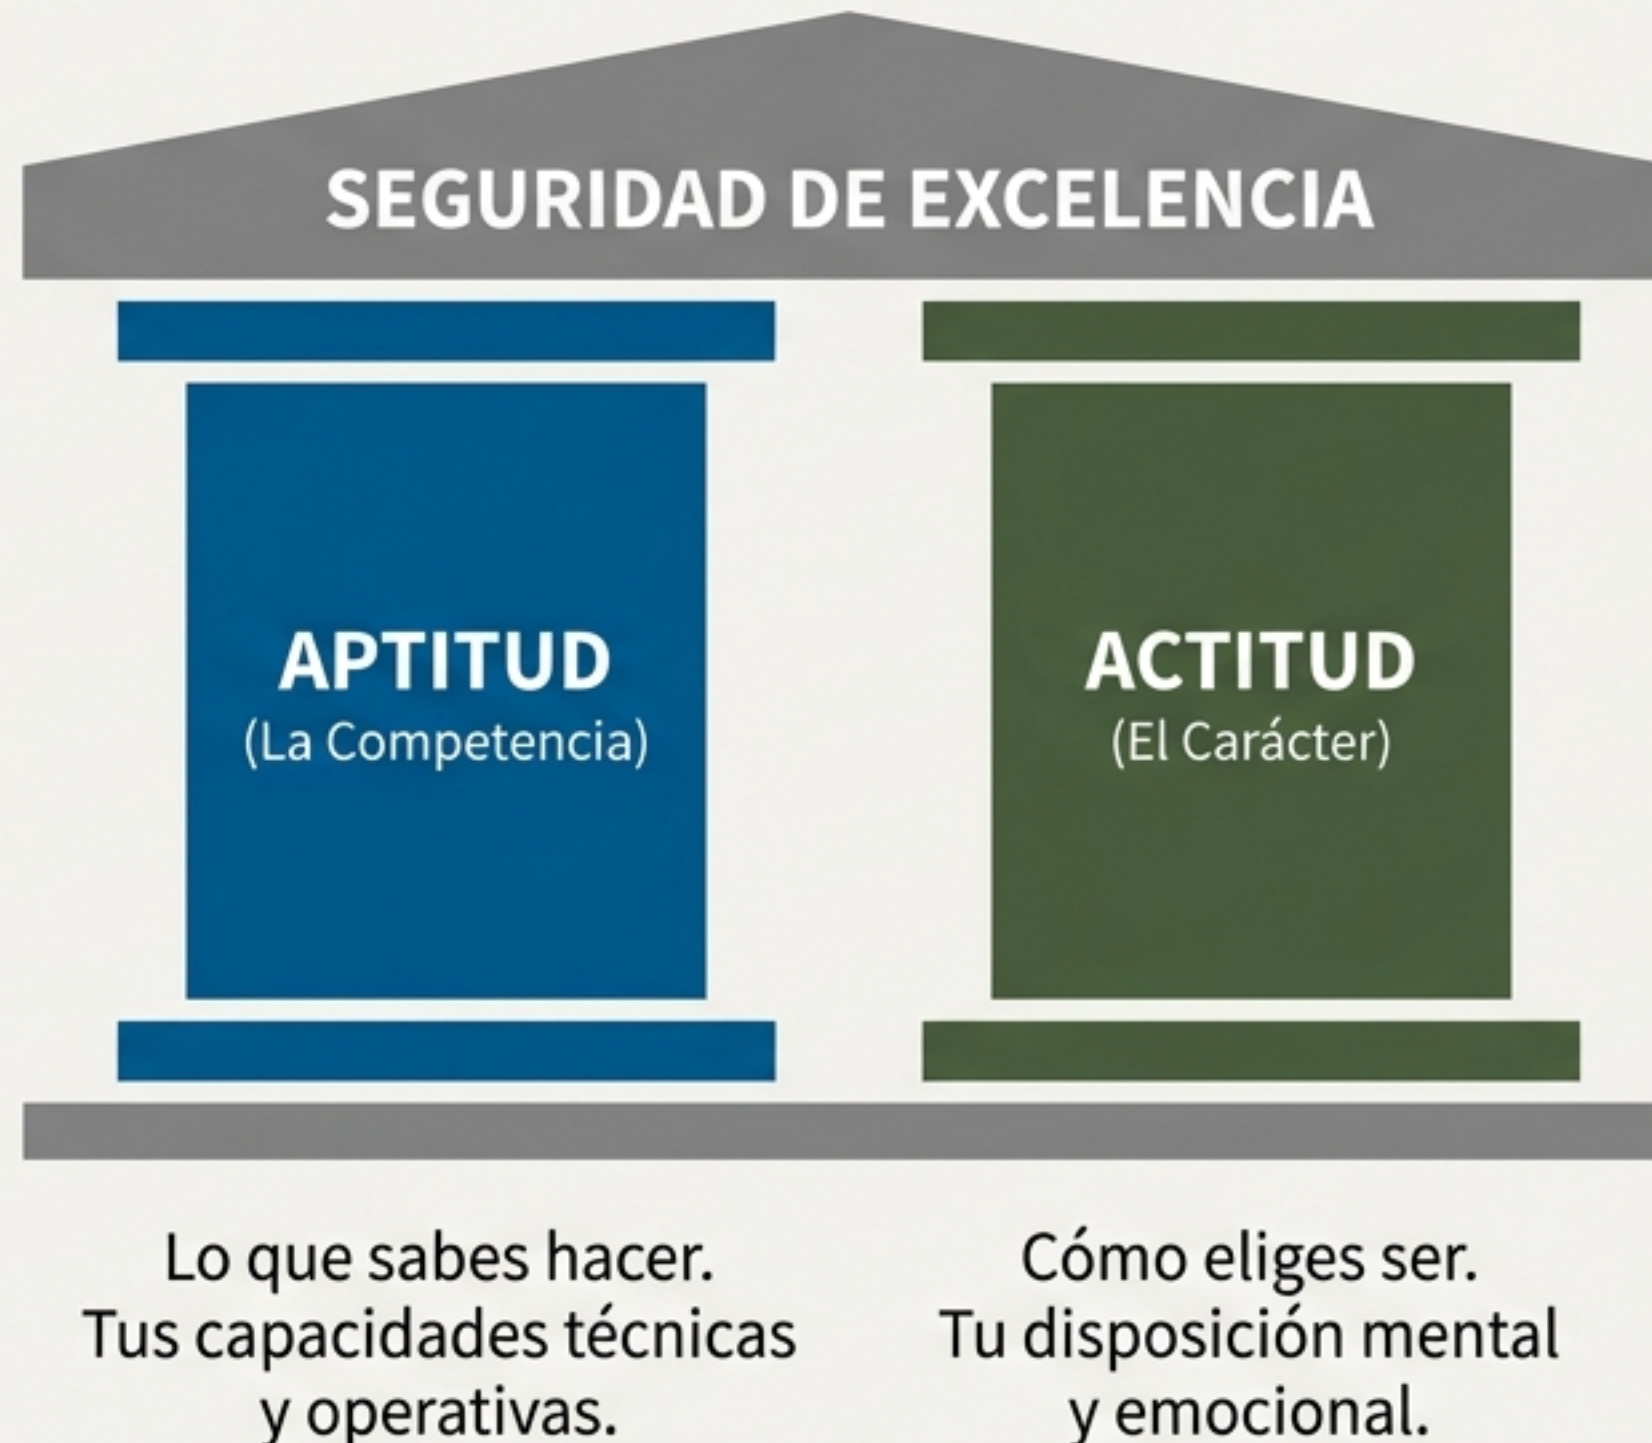 SEGURIDAD DE EXCELENCIA
APTITUD
(La Competencia)
ACTITUD
(El Carácter)
Lo que sabes hacer.
Tus capacidades técnicas
y operativas.
Cómo eliges ser.
Tu disposición mental
y emocional.